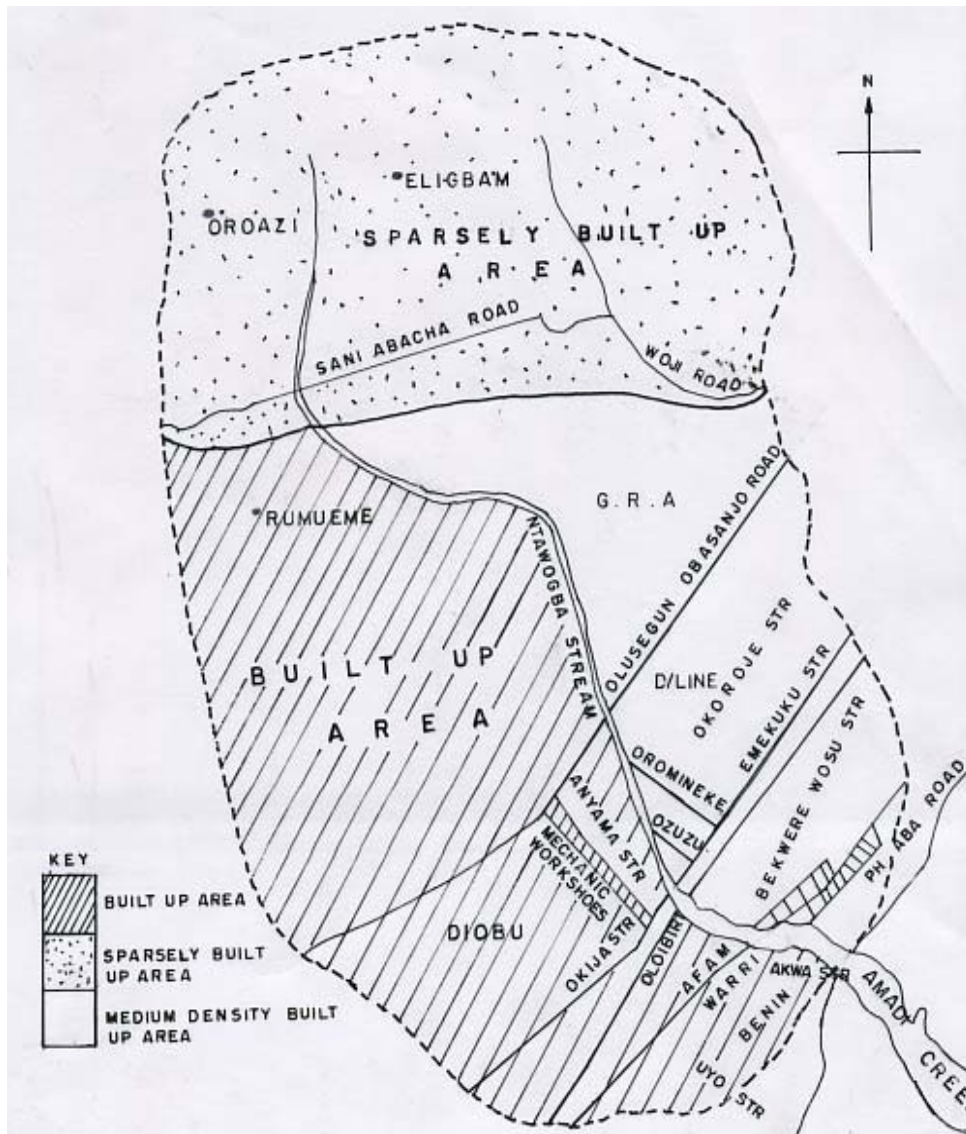 N
ELIGBAM
OROAZI
SPARSELY BUILT UP
AREA
SANI ABACHA ROAD
WOJI ROAD
G.R.A
RUMUEME
NTAWOGBA STREAM
OLUSEGUN OBASANJO ROAD
BUILT UP
AREA
D/LINE
OKOROJE STR
EMEKUKU STR
OROMINEKE
OZUZU
BEKWERE WOSU STR
PH ABA ROAD
ANYAMA STR
MECHANIC
WORKSHOES
DIOBU
OKIJA STR
OLOIBIRI
AFAM
WARRI
AKWA STR
BENIN
UYO STR
AMADI
CREE
KEY
BUILT UP AREA
SPARSELY BUILT
UP AREA
MEDIUM DENSITY BUILT
UP AREA